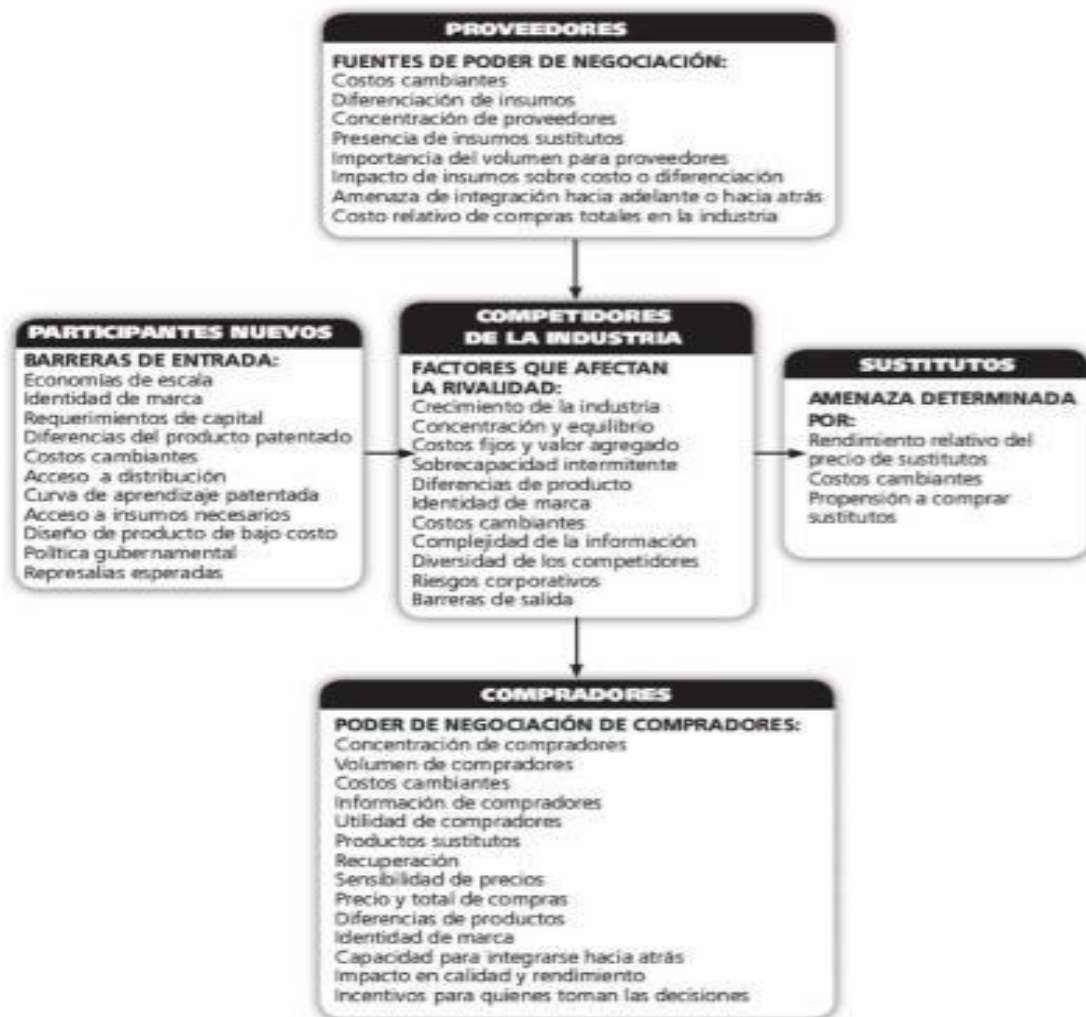 PROVEEDORES
FUENTES DE PODER DE NEGOCIACIÓN:
Costos cambiantes
Diferenciación de insumos
Concentración de proveedores
Presencia de insumos sustitutos
Importancia del volumen para proveedores
Impacto de insumos sobre costo o diferenciación
Amenaza de integración hacia adelante o hacia atrás
Costo relativo de compras totales en la industria
PARTICIPANTES NUEVOS
BARRERAS DE ENTRADA:
Economías de escala
Identidad de marca
Requerimientos de capital
Diferencias del producto patentado
Costos cambiantes
Acceso a distribución
Curva de aprendizaje patentada
Acceso a insumos necesarios
Diseño de producto de bajo costo
Política gubernamental
Represalias esperadas
COMPETIDORES
DE LA INDUSTRIA
FACTORES QUE AFECTAN
LA RIVALIDAD:
Crecimiento de la industria
Concentración y equilibrio
Costos fijos y valor agregado
Sobrecapacidad intermitente
Diferencias de producto
Identidad de marca
Costos cambiantes
Complejidad de la información
Diversidad de los competidores
Riesgos corporativos
Barreras de salida
SUSTITUTOS
AMENAZA DETERMINADA
POR:
Rendimiento relativo del
precio de sustitutos
Costos cambiantes
Propensión a comprar
sustitutos
COMPRADORES
PODER DE NEGOCIACIÓN DE COMPRADORES:
Concentración de compradores
Volumen de compradores
Costos cambiantes
Información de compradores
Utilidad de compradores
Productos sustitutos
Recuperación
Sensibilidad de precios
Precio y total de compras
Diferencias de productos
Identidad de marca
Capacidad para integrarse hacia atrás
Impacto en calidad y rendimiento
Incentivos para quienes toman las decisiones